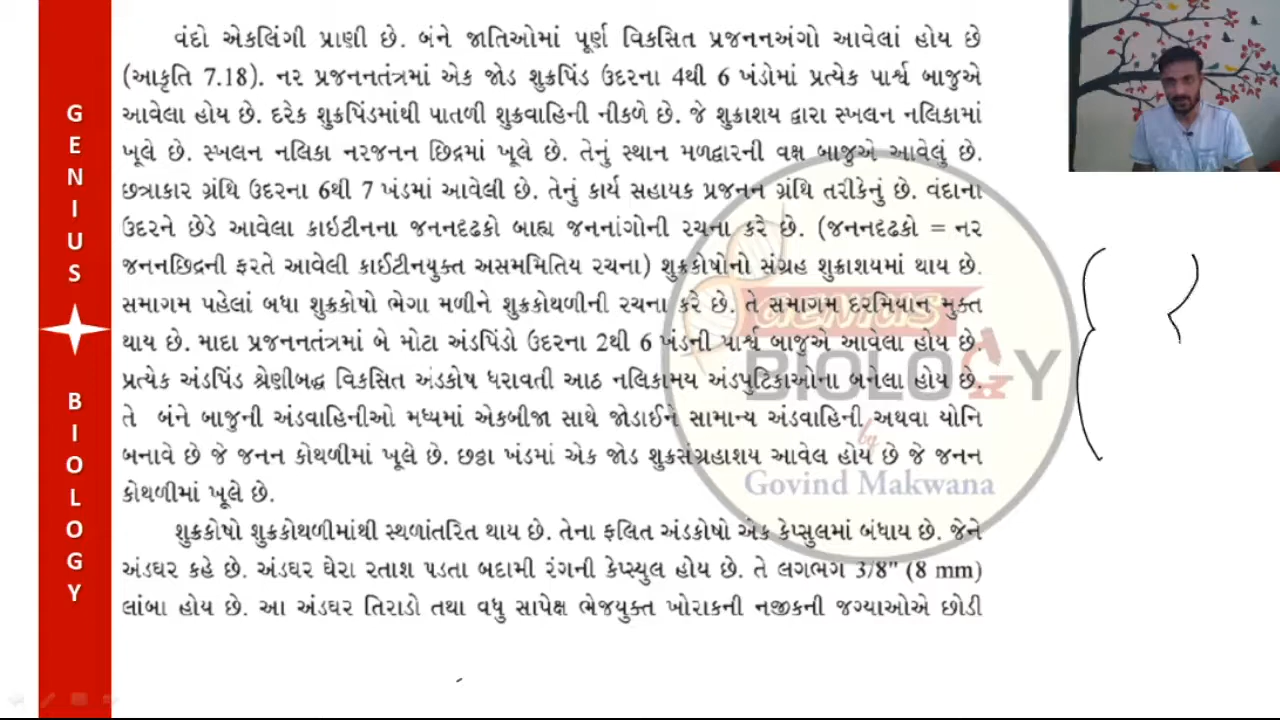 GENIUS
BIOLOGY
વંદો એકલિંગી પ્રાણી છે. બંને જાતિઓમાં પૂર્ણ વિકસિત પ્રજનનઅંગો આવેલાં હોય છે
(આકૃતિ 7.18). નર પ્રજનનતંત્રમાં એક જોડ શુક્રપિંડ ઉદરના 4થી 6 ખંડોમાં પ્રત્યેક પાર્શ્વ બાજુએ
આવેલા હોય છે. દરેક શુક્રપિંડમાંથી પાતળી શુક્રવાહિની નીકળે છે. જે શુક્રાશય દ્વારા સ્ખલન નલિકામાં
ખૂલે છે. સ્ખલન નલિકા નરજનન છિદ્રમાં ખૂલે છે. તેનું સ્થાન મળદ્વારની વક્ષ બાજુએ આવેલું છે.
છત્રાકાર ગ્રંથિ ઉદરના 6થી 7 ખંડમાં આવેલી છે. તેનું કાર્ય સહાયક પ્રજનન ગ્રંથિ તરીકેનું છે. વંદાના
ઉદરને છેડે આવેલા કાઇટીનના જનનદઢકો બાહ્ય જનનાંગોની રચના કરે છે. (જનનદઢકો = નર
જનનછિદ્રની ફરતે આવેલી કાઈટીનયુક્ત અસમમિતિય રચના) શુક્રકોષોનો સંગ્રહ શુક્રાશયમાં થાય છે.
સમાગમ પહેલાં બધા શુક્રકોષો ભેગા મળીને શુક્રકોથળીની રચના કરે છે. તે સમાગમ દરમિયાન મુક્ત
થાય છે. માદા પ્રજનનતંત્રમાં બે મોટા અંડપિંડો ઉદરના 2થી 6 ખંડની પાર્શ્વ બાજુએ આવેલા હોય છે.
પ્રત્યેક અંડપિંડ શ્રેણીબદ્ધ વિકસિત અંડકોષ ધરાવતી આઠ નલિકામય અંડપુટિકાઓના બનેલા હોય છે.
તે બંને બાજુની અંડવાહિનીઓ મધ્યમાં એકબીજા સાથે જોડાઈને સામાન્ય અંડવાહિની અથવા યોનિ
બનાવે છે જે જનન કોથળીમાં ખૂલે છે. છઠ્ઠા ખંડમાં એક જોડ શુક્રસંગ્રહાશય આવેલ હોય છે જે જનન
કોથળીમાં ખૂલે છે.
શુક્રકોષો શુક્રકોથળીમાંથી સ્થળાંતરિત થાય છે. તેના ફલિત અંડકોષો એક કેપ્સુલમાં બંધાય છે. જેને
અંડઘર કહે છે. અંડઘર ઘેરા રતાશ પડતા બદામી રંગની કેપ્સ્યુલ હોય છે. તે લગભગ 3/8" (8 mm)
લાંબા હોય છે. આ અંડઘર તિરાડો તથા વધુ સાપેક્ષ ભેજયુક્ત ખોરાકની નજીકની જગ્યાઓએ છોડી
GENIUS
BIOLOGY
by
Govind Makwana